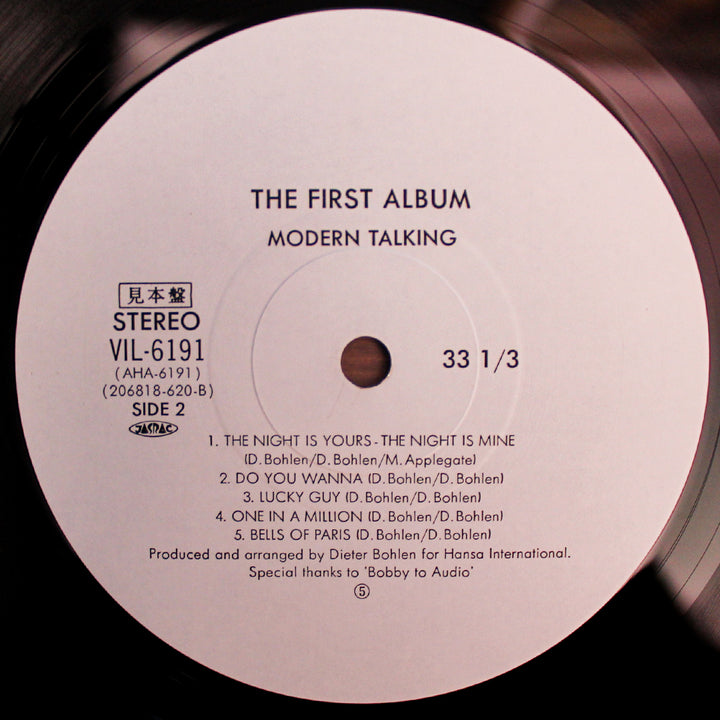 THE FIRST ALBUM
MODERN TALKING
見本盤
STEREO
VIL-6191
(AHA-6191)
(206818-620-B)
SIDE 2
JASRAC
33 1/3
1. THE NIGHT IS YOURS-THE NIGHT IS MINE
(D.Bohlen/D.Bohlen/M.Applegate)
2. DO YOU WANNA (D.Bohlen/D.Bohlen)
3. LUCKY GUY (D.Bohlen/D.Bohlen)
4. ONE IN A MILLION (D.Bohlen/D.Bohlen)
5. BELLS OF PARIS (D.Bohlen/D.Bohlen)
Produced and arranged by Dieter Bohlen for Hansa International.
Special thanks to 'Bobby to Audio'
⑤